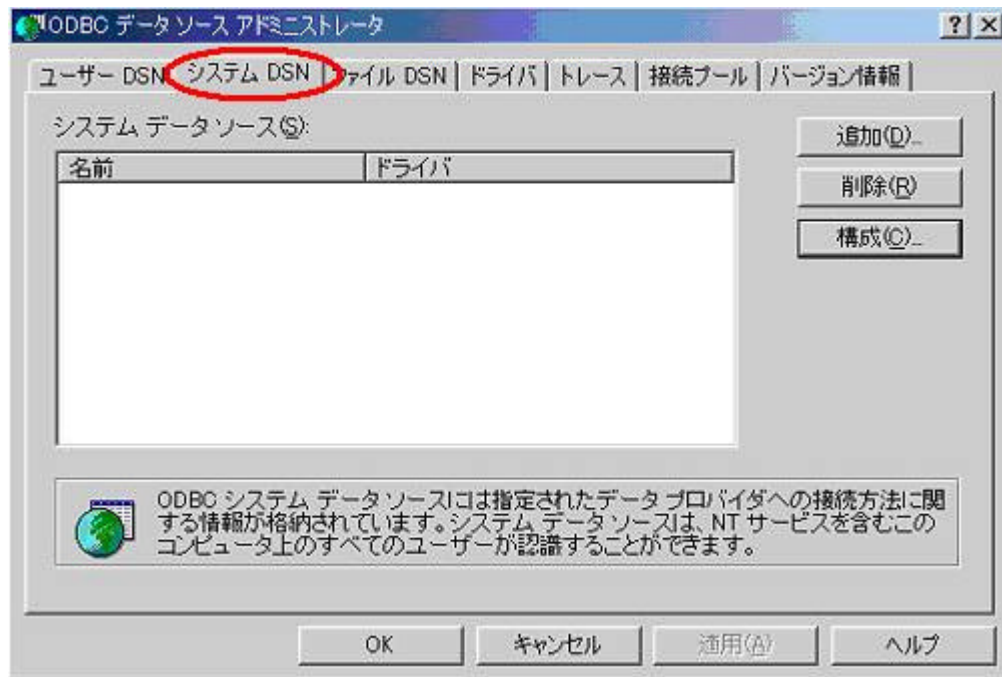 ODBC データ ソース アドミニストレータ
ユーザー DSN システム DSN ファイル DSN ドライバ トレース 接続プール バージョン情報
システム データ ソース(S):
名前 ドライバ
追加(D)...
削除(R)
構成(C)...
ODBC システム データ ソースには指定されたデータ プロバイダへの接続方法に関
する情報が格納されています。システム データ ソースは、NT サービスを含むこの
コンピュータ上のすべてのユーザーが認識することができます。
OK キャンセル 適用(A) ヘルプ